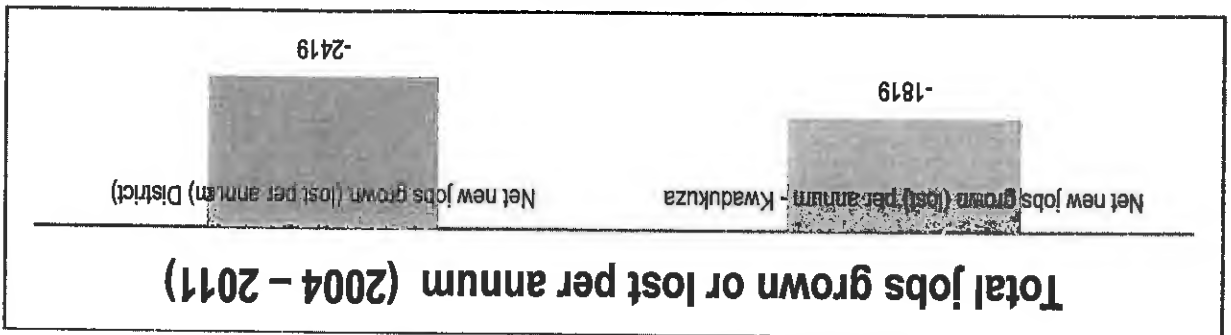 Total jobs grown or lost per annum (2004 – 2011)
Net new jobs grown (lost) per annum - Kwadukuza
Net new jobs grown (lost per annum) District)
-1819
-2419